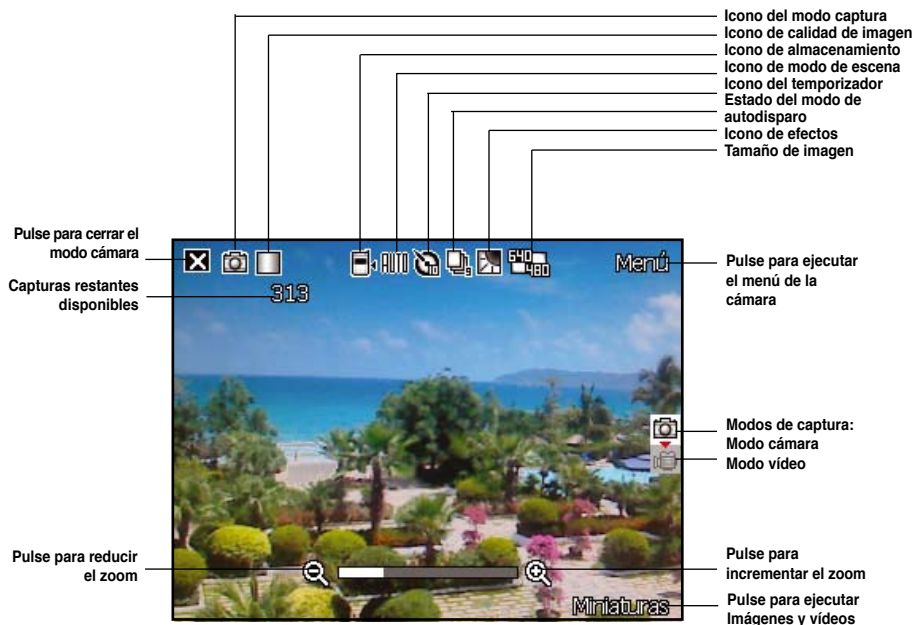 Icono del modo captura
Icono de calidad de imagen
Icono de almacenamiento
Icono de modo de escena
Icono del temporizador
Estado del modo de
autodisparo
Icono de efectos
Tamaño de imagen
Pulse para cerrar el
modo cámara
Capturas restantes
disponibles
AUTO
10
s
640
480
Menú
313
Pulse para ejecutar
el menú de la
cámara
Modos de captura:
Modo cámara
Modo vídeo
Pulse para reducir
el zoom
Pulse para
incrementar el zoom
Miniaturas
Pulse para ejecutar
Imágenes y vídeos